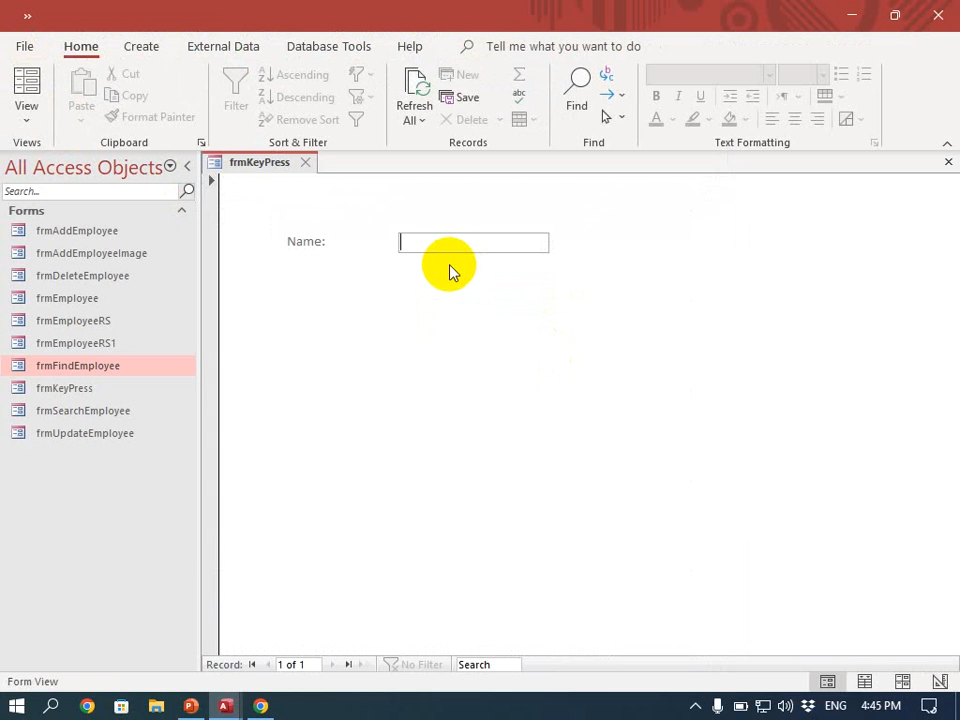 »
File Home Create External Data Database Tools Help Tell me what you want to do
View
Views
Paste
Cut
Copy
Format Painter
Clipboard
Filter
Ascending
Descending
Remove Sort
Sort & Filter
Refresh
All
New
Save
Delete
Records
Find
Find
B I U
A
Text Formatting
All Access Objects
Search...
Forms
frmAddEmployee
frmAddEmployeeImage
frmDeleteEmployee
frmEmployee
frmEmployeeRS
frmEmployeeRS1
frmFindEmployee
frmKeyPress
frmSearchEmployee
frmUpdateEmployee
frmKeyPress
Name:
Record: 1 of 1 No Filter Search
Form View
ENG 4:45 PM